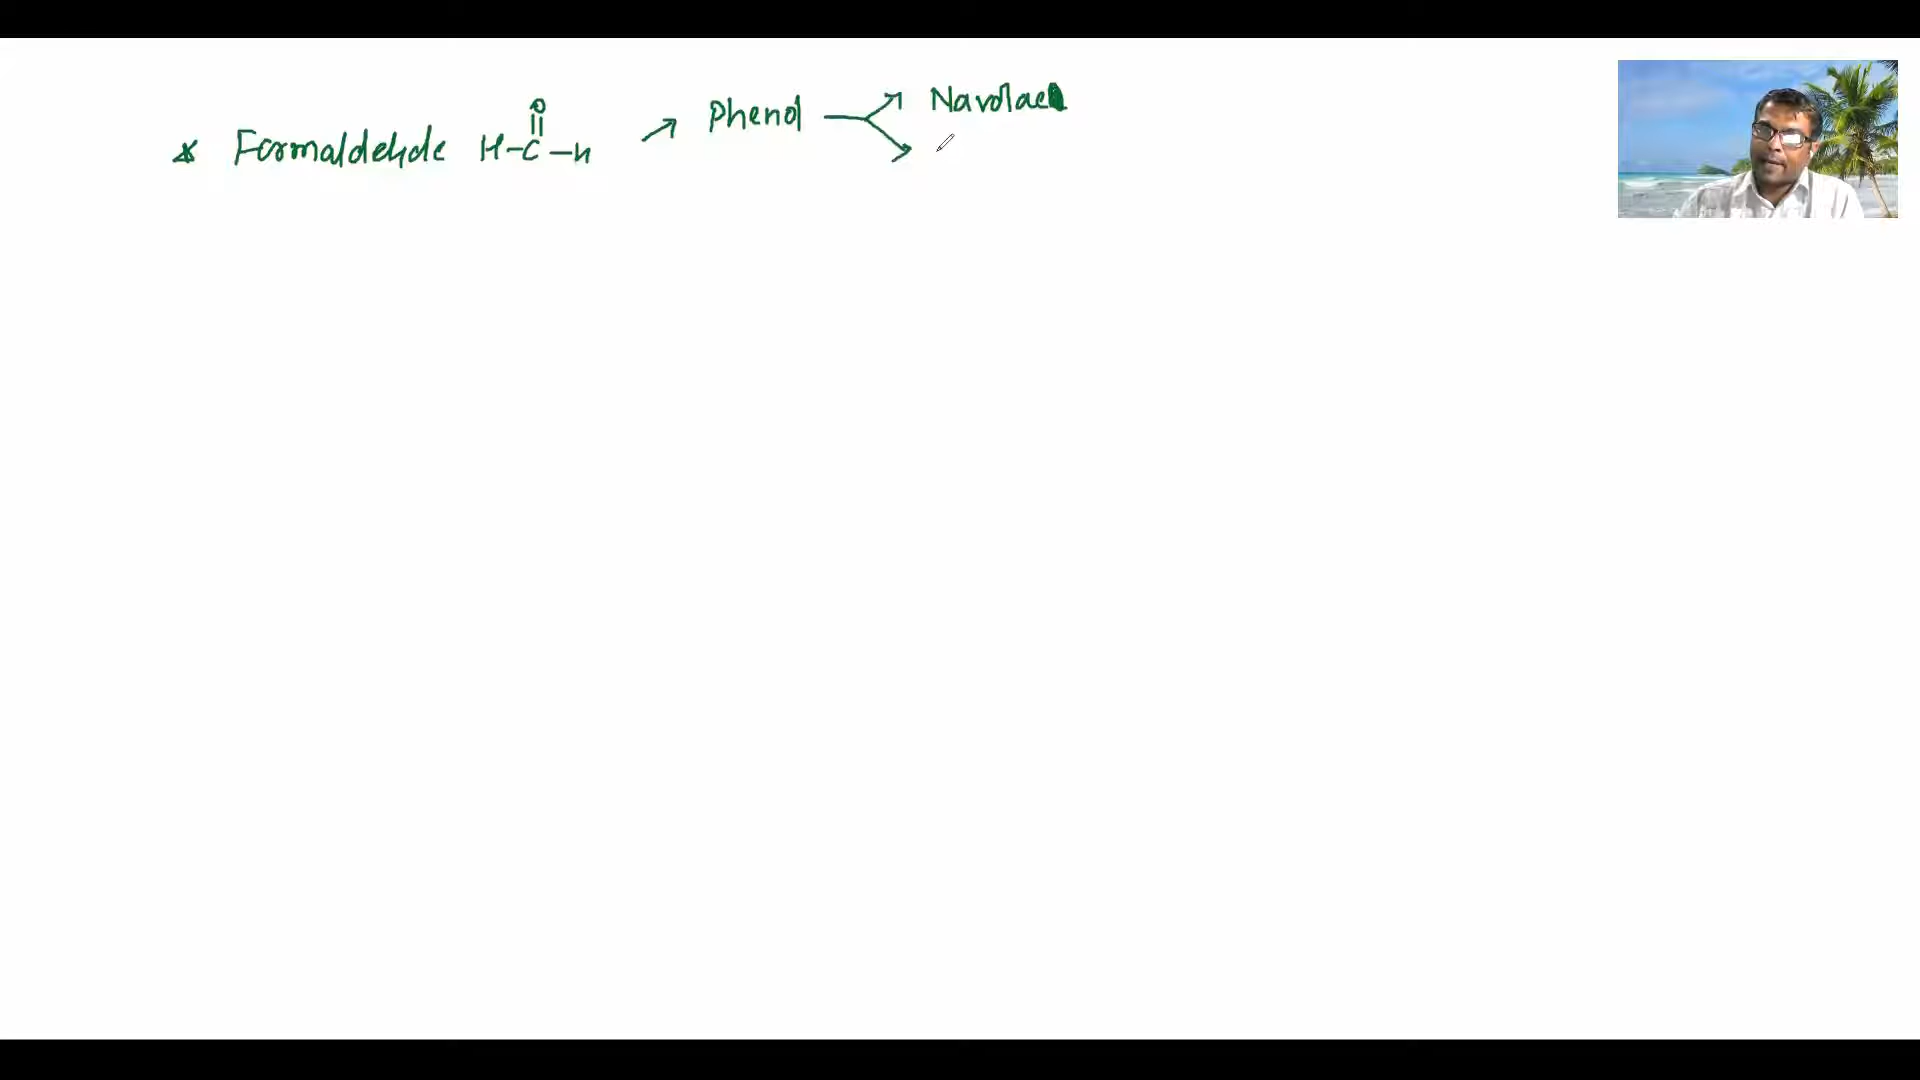 * Formaldehyde H-C-H → Phenol → Navolac
O